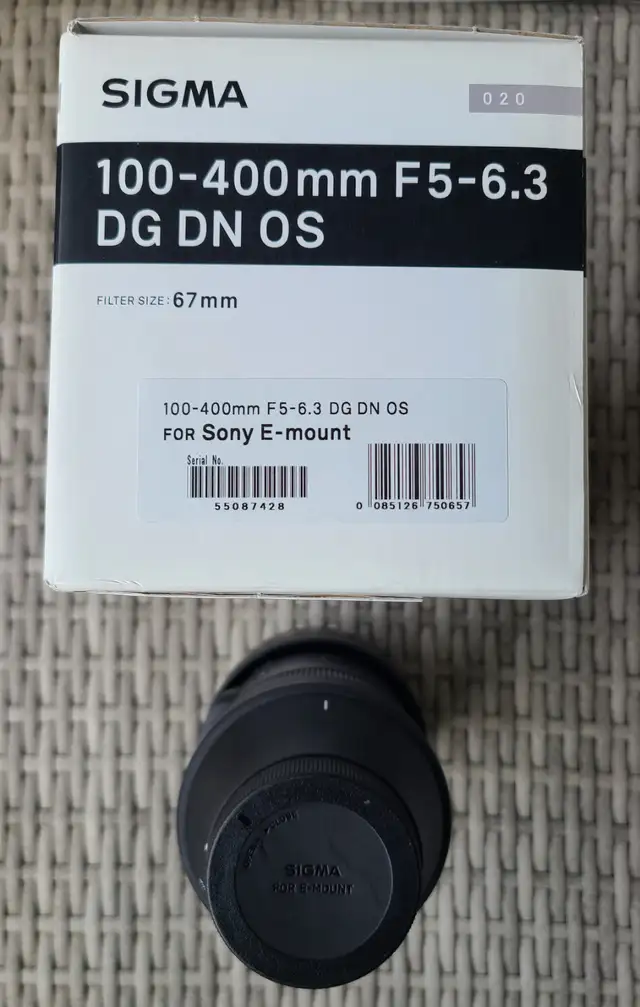 SIGMA
020
100-400mm F5-6.3
DG DN OS
FILTER SIZE: 67mm
100-400mm F5-6.3 DG DN OS
FOR Sony E-mount
Serial No.
55087428
0 085126 750657
SIGMA
FOR E-MOUNT